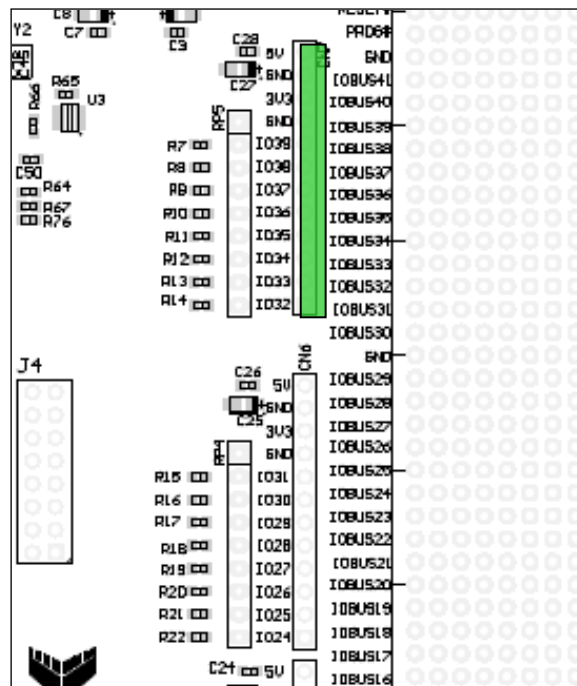 RESET#
C8
PROG#
Y2
C7
C3
C28
5V
GND
IOBUS41
R65
GND
C27
3V3
IOBUS40
R66
U3
RP5
GND
IOBUS39
R7
IO39
IOBUS38
C50
R8
IO38
IOBUS37
R64
R9
IO37
IOBUS36
R67
R10
IO36
IOBUS35
R76
R11
IO35
IOBUS34
R12
IO34
IOBUS33
R13
IO33
IOBUS32
R14
IO32
IOBUS31
IOBUS30
J4
CN6
GND
C26
5V
IOBUS29
GND
IOBUS28
C25
3V3
IOBUS27
RP4
GND
IOBUS26
R15
IO31
IOBUS25
R16
IO30
IOBUS24
R17
IO29
IOBUS23
R18
IO28
IOBUS22
R19
IO27
IOBUS21
R20
IO26
IOBUS20
R21
IO25
IOBUS19
R22
IO24
IOBUS18
IOBUS17
C24
5V
IOBUS16